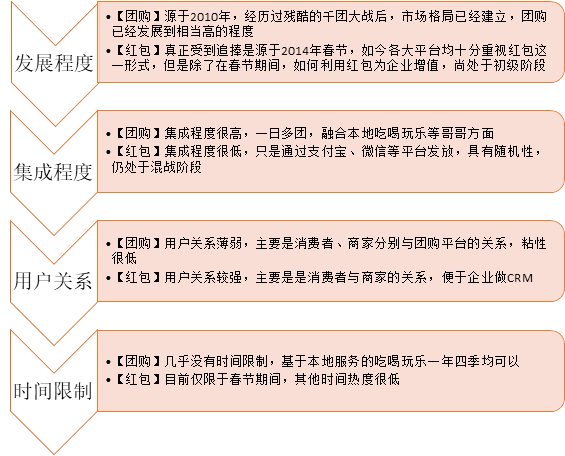 发展程度
•【团购】源于2010年，经历过残酷的千团大战后，市场格局已经建立，团购
已经发展到相当高的程度
•【红包】真正受到追捧是源于2014年春节，如今各大平台均十分重视红包这
一形式，但是除了在春节期间，如何利用红包为企业增值，尚处于初级阶段
集成程度
•【团购】集成程度很高，一日多团，融合本地吃喝玩乐等哥哥方面
•【红包】集成程度很低，只是通过支付宝、微信等平台发放，具有随机性，
仍处于混战阶段
用户关系
•【团购】用户关系薄弱，主要是消费者、商家分别与团购平台的关系，粘性
很低
•【红包】用户关系较强，主要是是消费者与商家的关系，便于企业做CRM
时间限制
•【团购】几乎没有时间限制，基于本地服务的吃喝玩乐一年四季均可以
•【红包】目前仅限于春节期间，其他时间热度很低